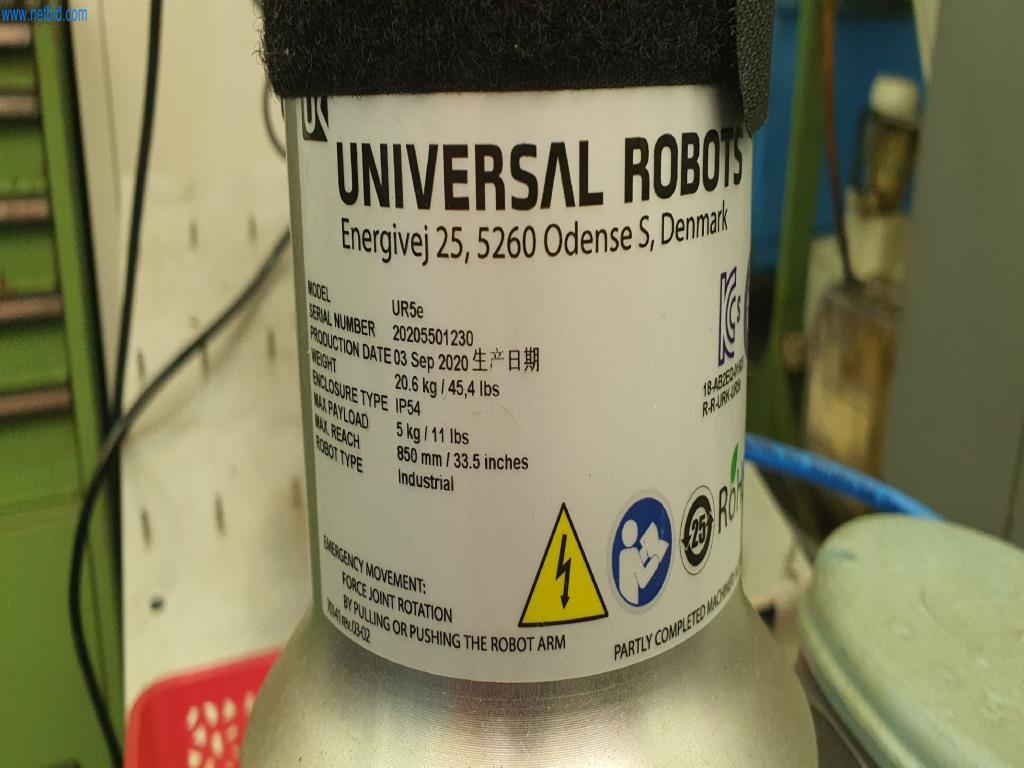 www.netbid.com
UNIVERSAL ROBOTS
Energivej 25, 5260 Odense S, Denmark
MODEL UR5e
SERIAL NUMBER 20205501230
PRODUCTION DATE 03 Sep 2020 生产日期
WEIGHT 20.6 kg / 45,4 lbs
ENCLOSURE TYPE IP54
MAX PAYLOAD 5 kg / 11 lbs
MAX. REACH 850 mm / 33.5 inches
ROBOT TYPE Industrial
R-R-URK-UR5e
25
EMERGENCY MOVEMENT:
FORCE JOINT ROTATION
BY PULLING OR PUSHING THE ROBOT ARM
PARTLY COMPLETED